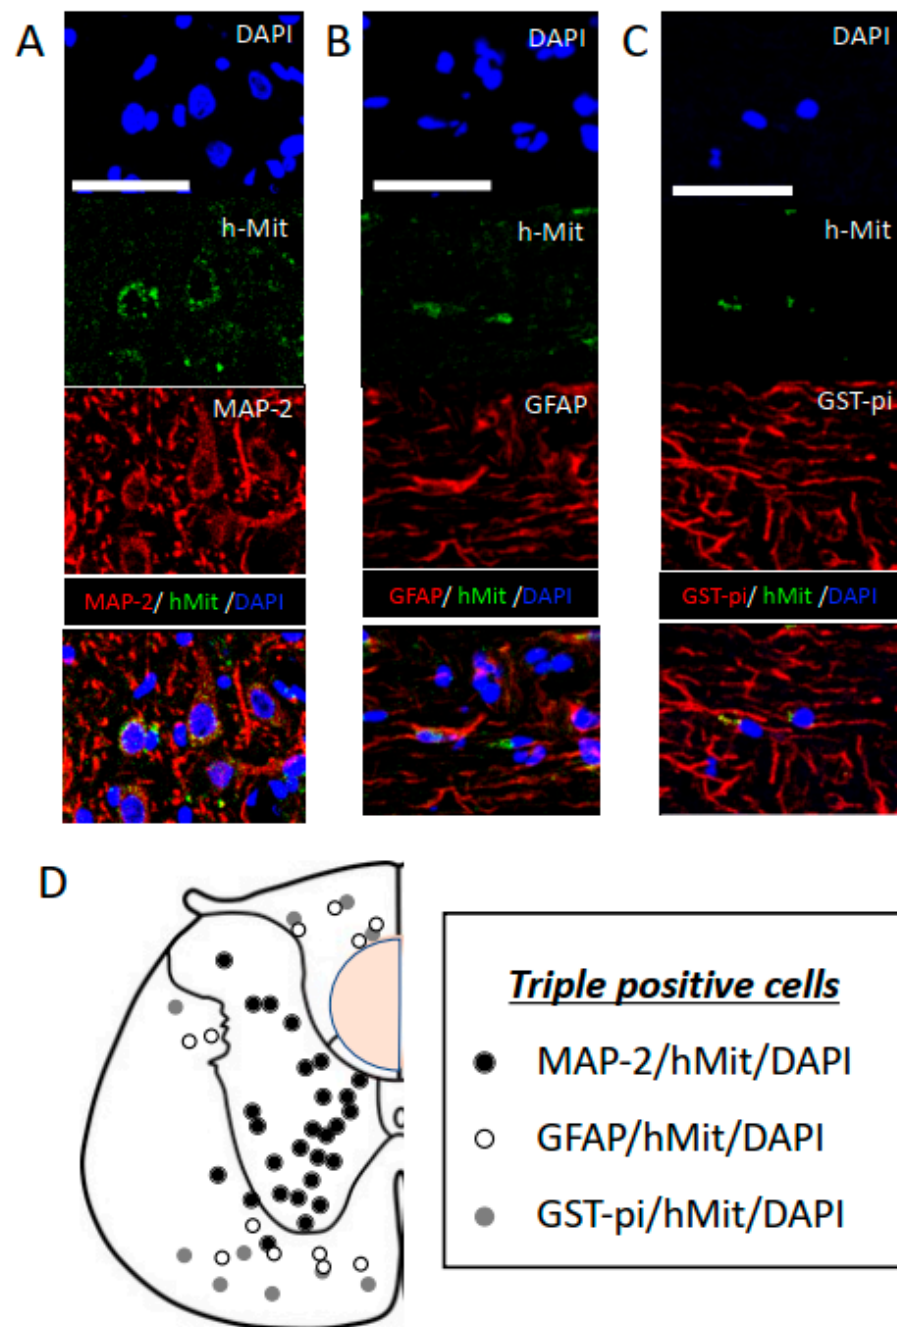 A
DAPI
h-Mit
MAP-2
MAP-2/ hMit /DAPI
B
DAPI
h-Mit
GFAP
GFAP/ hMit /DAPI
C
DAPI
h-Mit
GST-pi
GST-pi/ hMit /DAPI
D
Triple positive cells
MAP-2/hMit/DAPI
GFAP/hMit/DAPI
GST-pi/hMit/DAPI